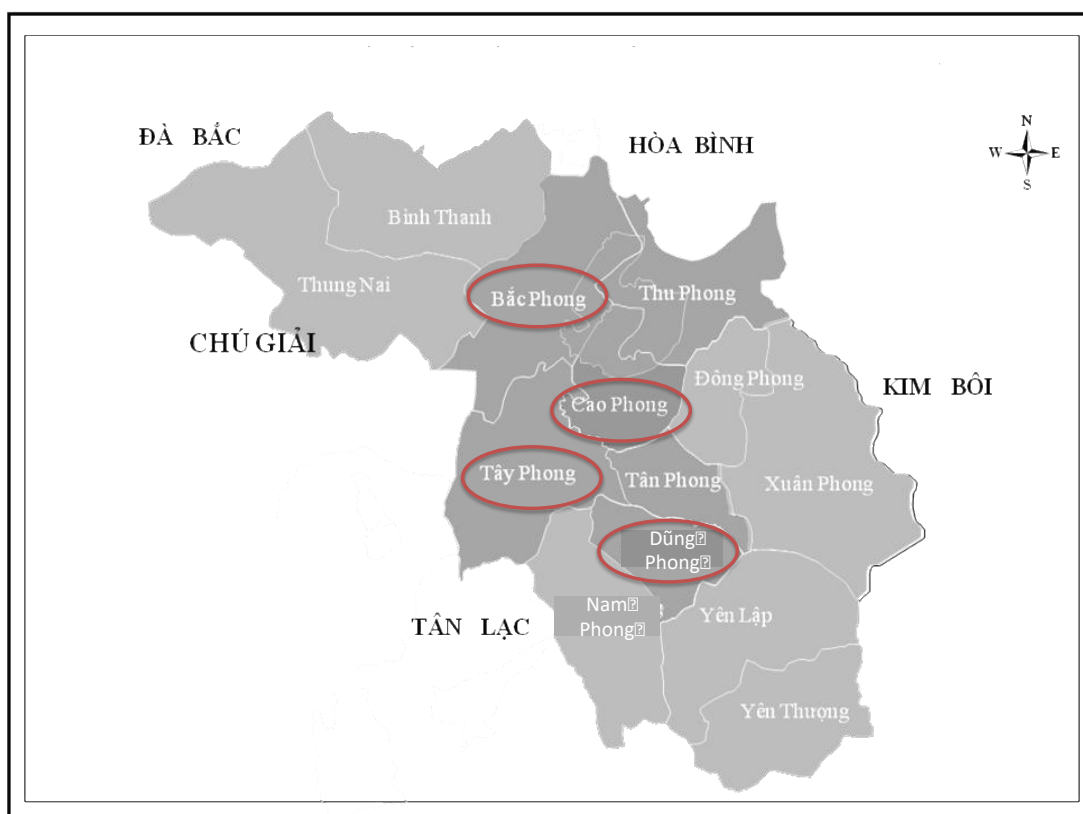 ĐÀ BẮC
HÒA BÌNH
N
W E
S
Bình Thanh
Thung Nai
Bắc Phong
Thu Phong
CHÚ GIẢI
Đông Phong
KIM BÔI
Cao Phong
Tây Phong
Tân Phong
Xuân Phong
Dũng
Phong
Nam
Phong
TÂN LẠC
Yên Lập
Yên Thượng